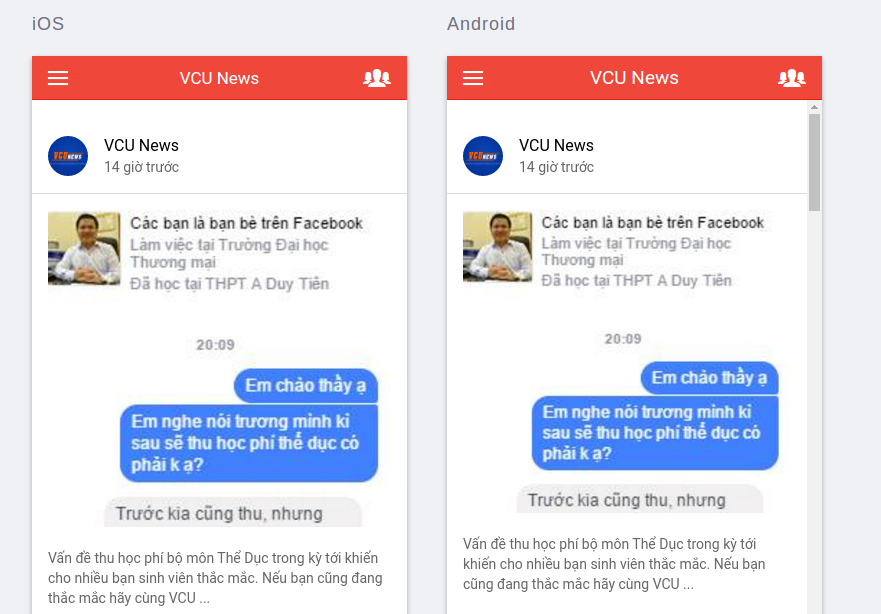 iOS
VCU News
VCU News
14 giờ trước
VCU NEWS
Các bạn là bạn bè trên Facebook
Làm việc tại Trường Đại học
Thương mại
Đã học tại THPT A Duy Tiên
20:09
Em chào thầy ạ
Em nghe nói trương mình kì
sau sẽ thu học phí thể dục có
phải k ạ?
Trước kia cũng thu, nhưng
Vấn đề thu học phí bộ môn Thể Dục trong kỳ tới khiến
cho nhiều bạn sinh viên thắc mắc. Nếu bạn cũng đang
thắc mắc hãy cùng VCU ...
Android
VCU News
VCU News
14 giờ trước
VCU NEWS
Các bạn là bạn bè trên Facebook
Làm việc tại Trường Đại học
Thương mại
Đã học tại THPT A Duy Tiên
20:09
Em chào thầy ạ
Em nghe nói trương mình kì
sau sẽ thu học phí thể dục có
phải k ạ?
Trước kia cũng thu, nhưng
Vấn đề thu học phí bộ môn Thể Dục trong kỳ tới
khiến cho nhiều bạn sinh viên thắc mắc. Nếu bạn
cũng đang thắc mắc hãy cùng VCU ...